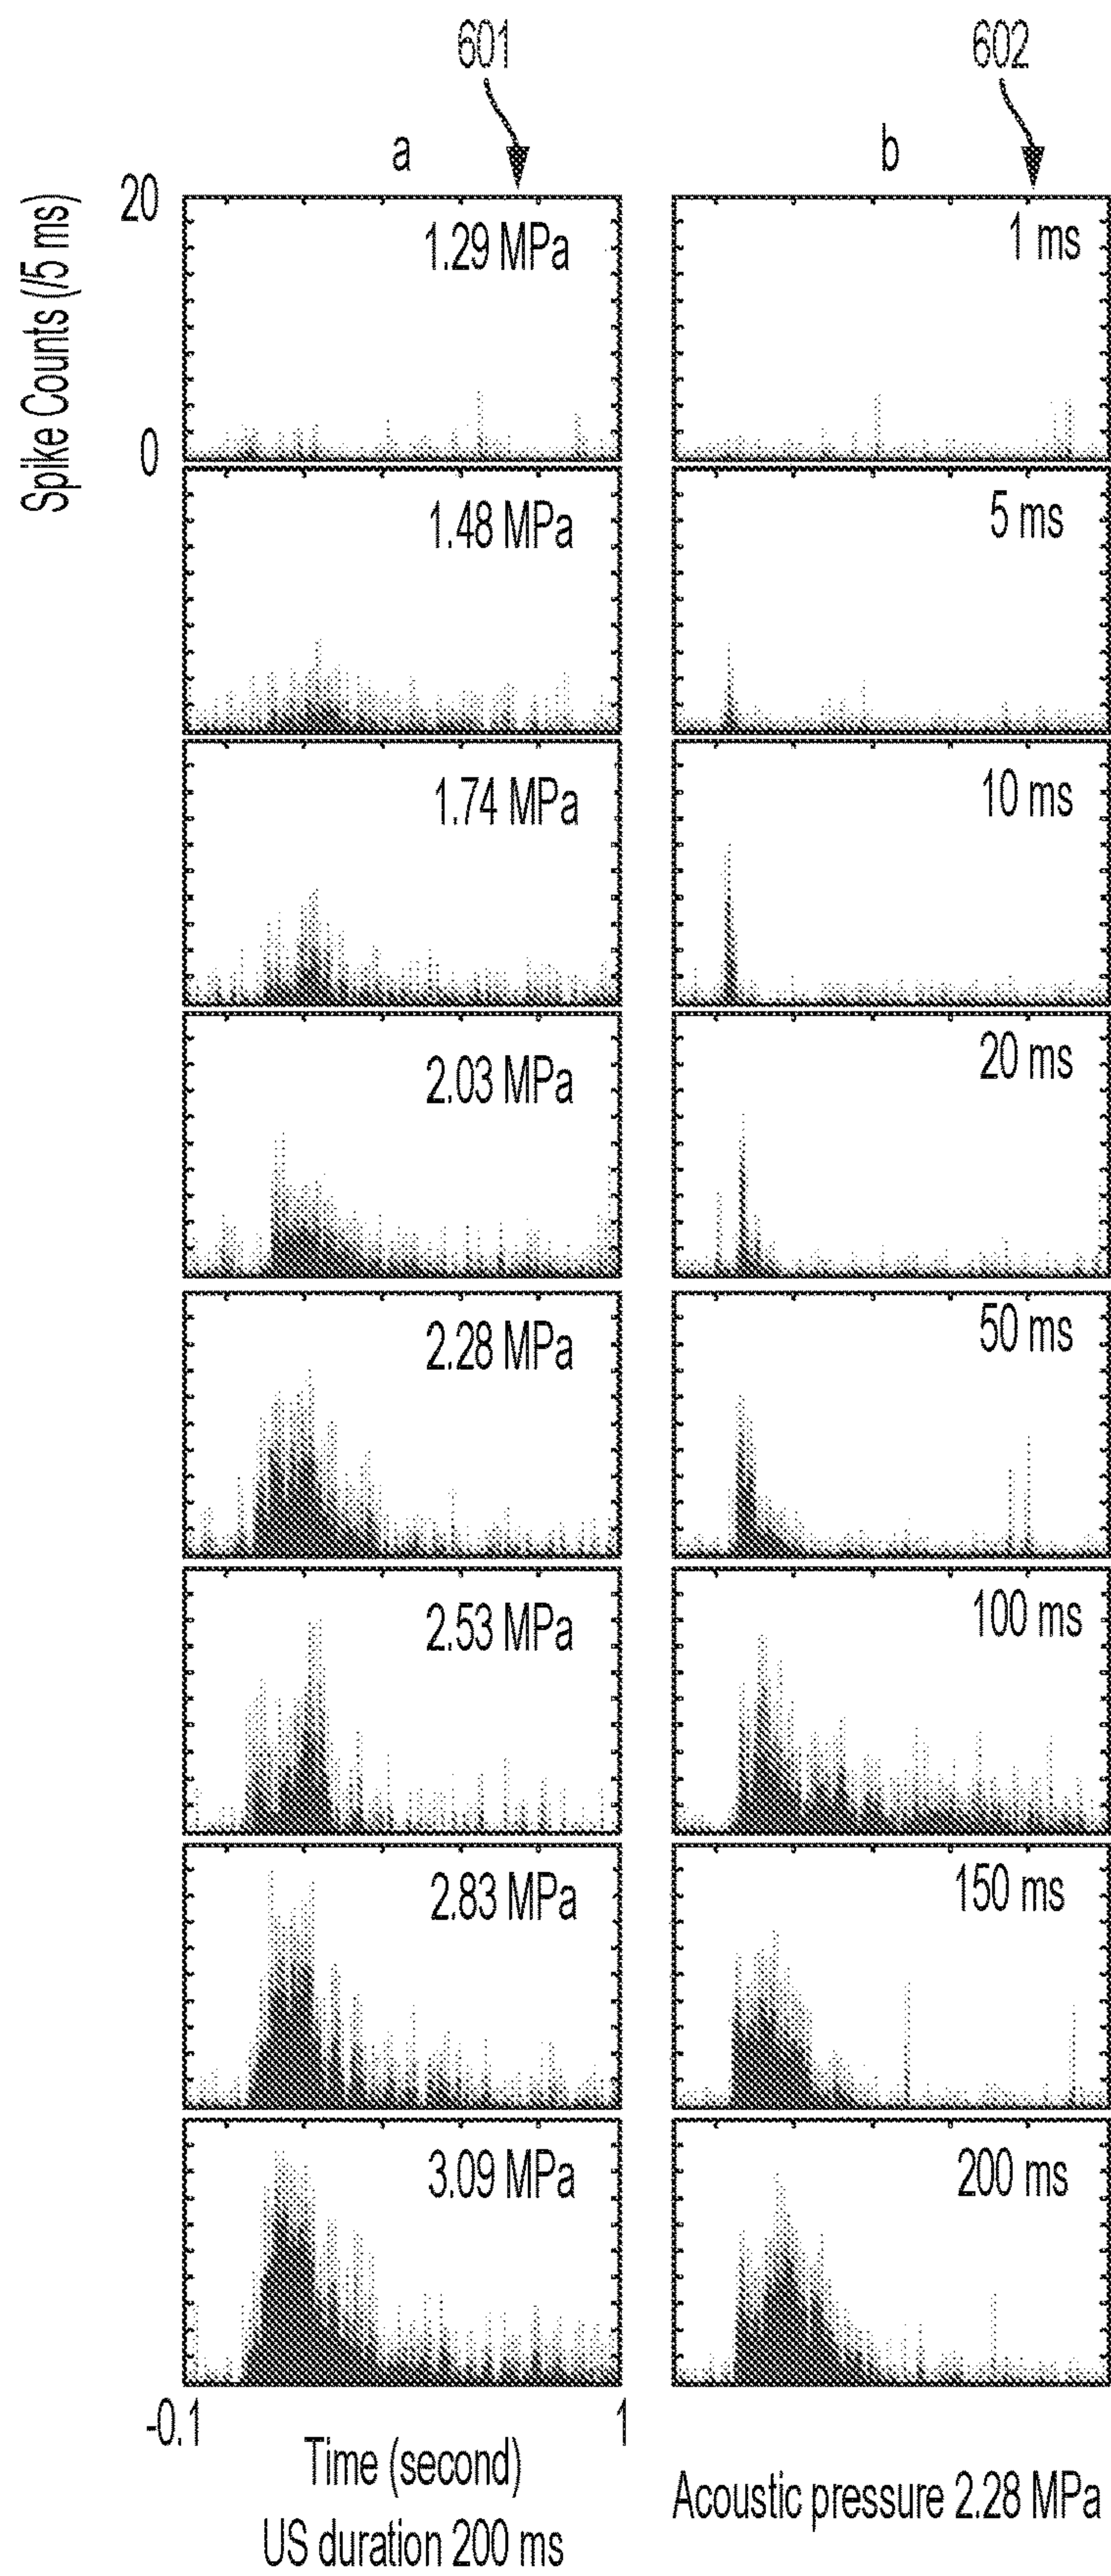 601
602
a
b
Spike Counts (/5 ms)
20
0
1.29 MPa
1 ms
1.48 MPa
5 ms
1.74 MPa
10 ms
2.03 MPa
20 ms
2.28 MPa
50 ms
2.53 MPa
100 ms
2.83 MPa
150 ms
3.09 MPa
200 ms
-0.1
1
Time (second)
US duration 200 ms
Acoustic pressure 2.28 MPa